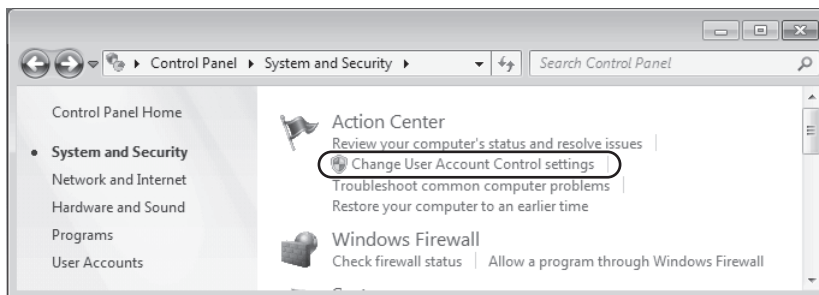 Control Panel System and Security Search Control Panel
Control Panel Home
System and Security
Network and Internet
Hardware and Sound
Programs
User Accounts
Action Center
Review your computer's status and resolve issues
Change User Account Control settings
Troubleshoot common computer problems
Restore your computer to an earlier time
Windows Firewall
Check firewall status Allow a program through Windows Firewall